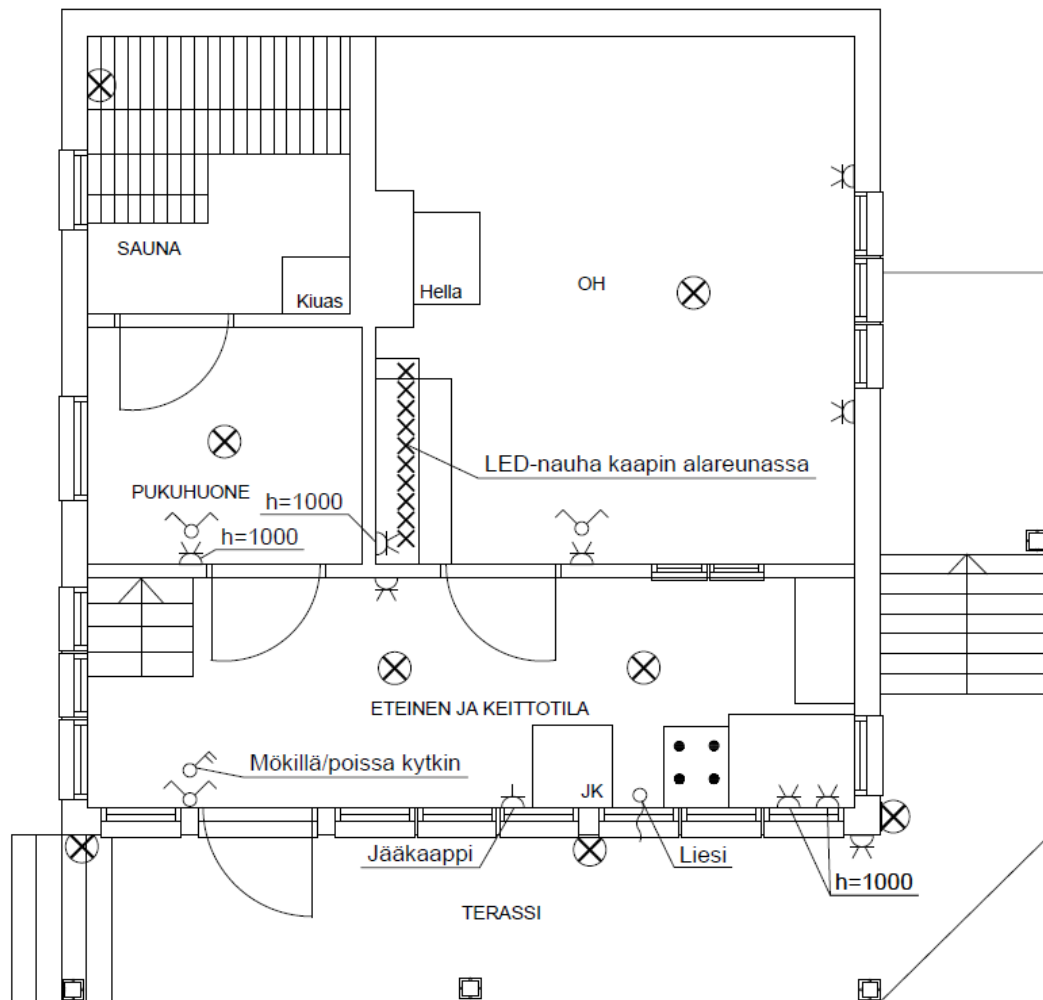 SAUNA
Kiuas
Hella
OH
LED-nauha kaapin alareunassa
PUKUHUONE
h=1000
h=1000
ETEINEN JA KEITTOTILA
Mökillä/poissa kytkin
JK
Jääkaappi
Liesi
h=1000
TERASSI